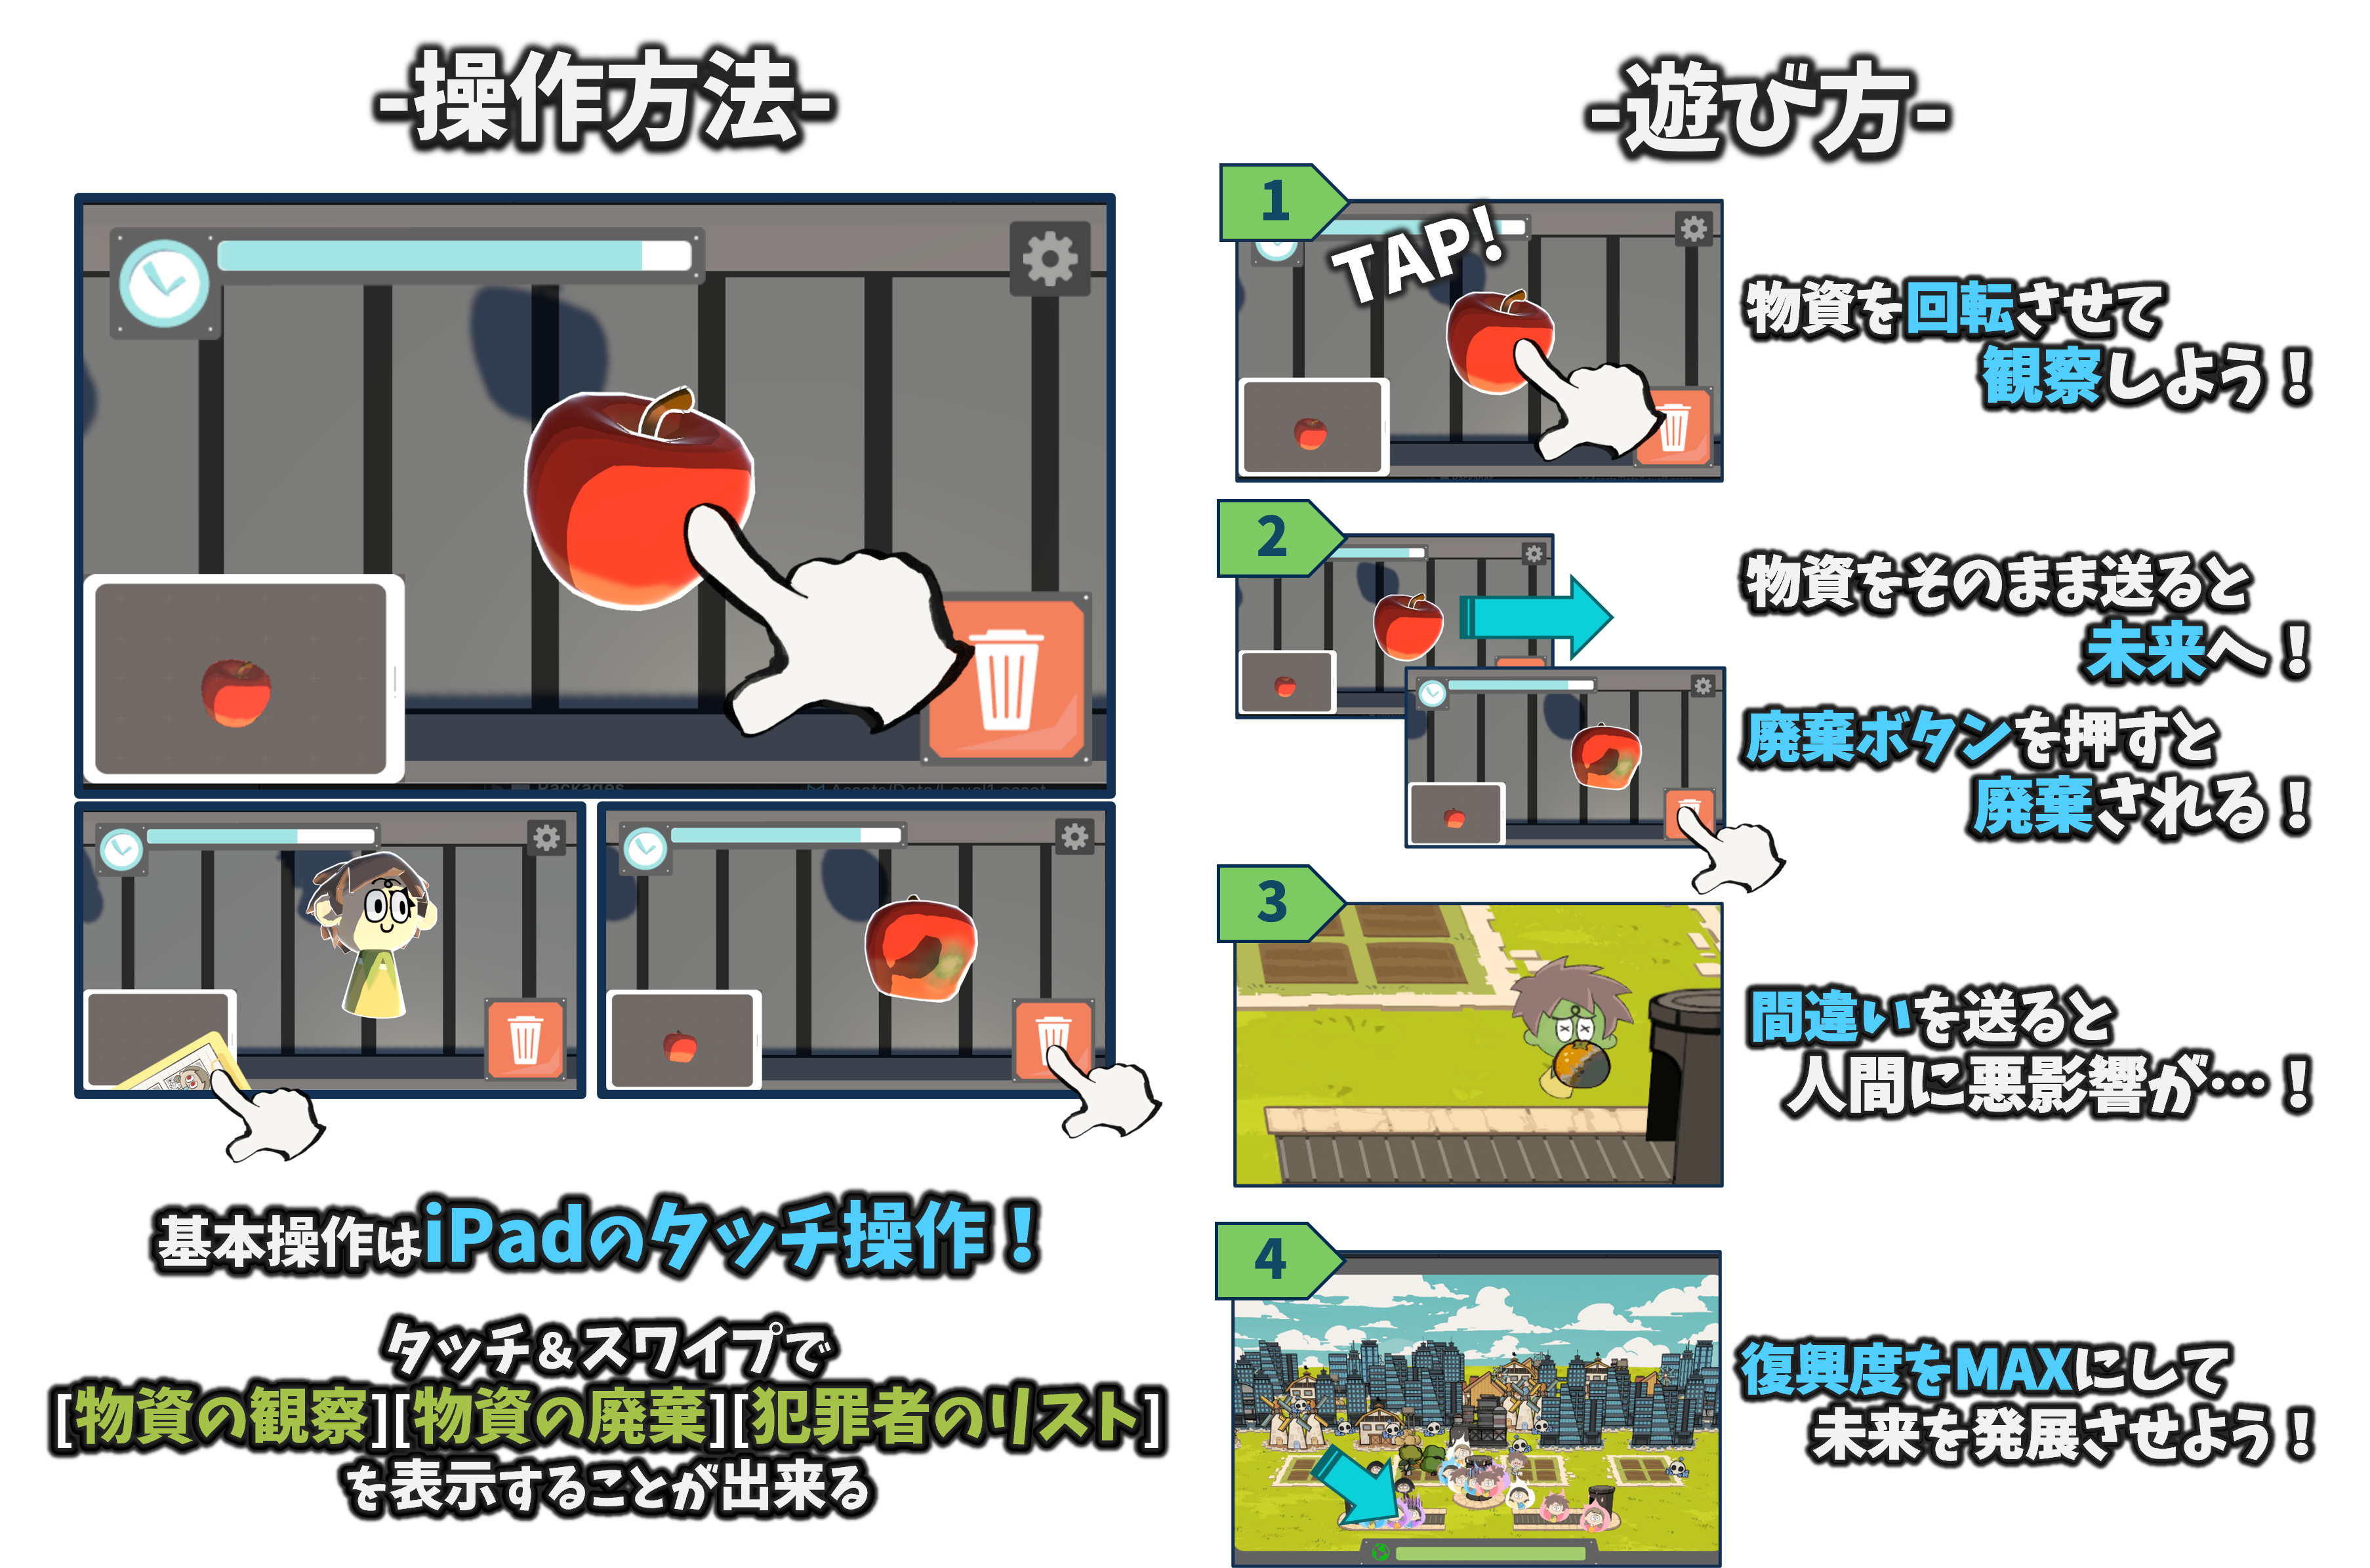 -操作方法-
基本操作はiPadのタッチ操作！
タッチ&スワイプで
[物資の観察][物資の廃棄][犯罪者のリスト]
を表示することが出来る
-遊び方-
1
TAP!
物資を回転させて
観察しよう！
2
物資をそのまま送ると
未来へ！
廃棄ボタンを押すと
廃棄される！
3
間違いを送ると
人間に悪影響が…！
4
復興度をMAXにして
未来を発展させよう！